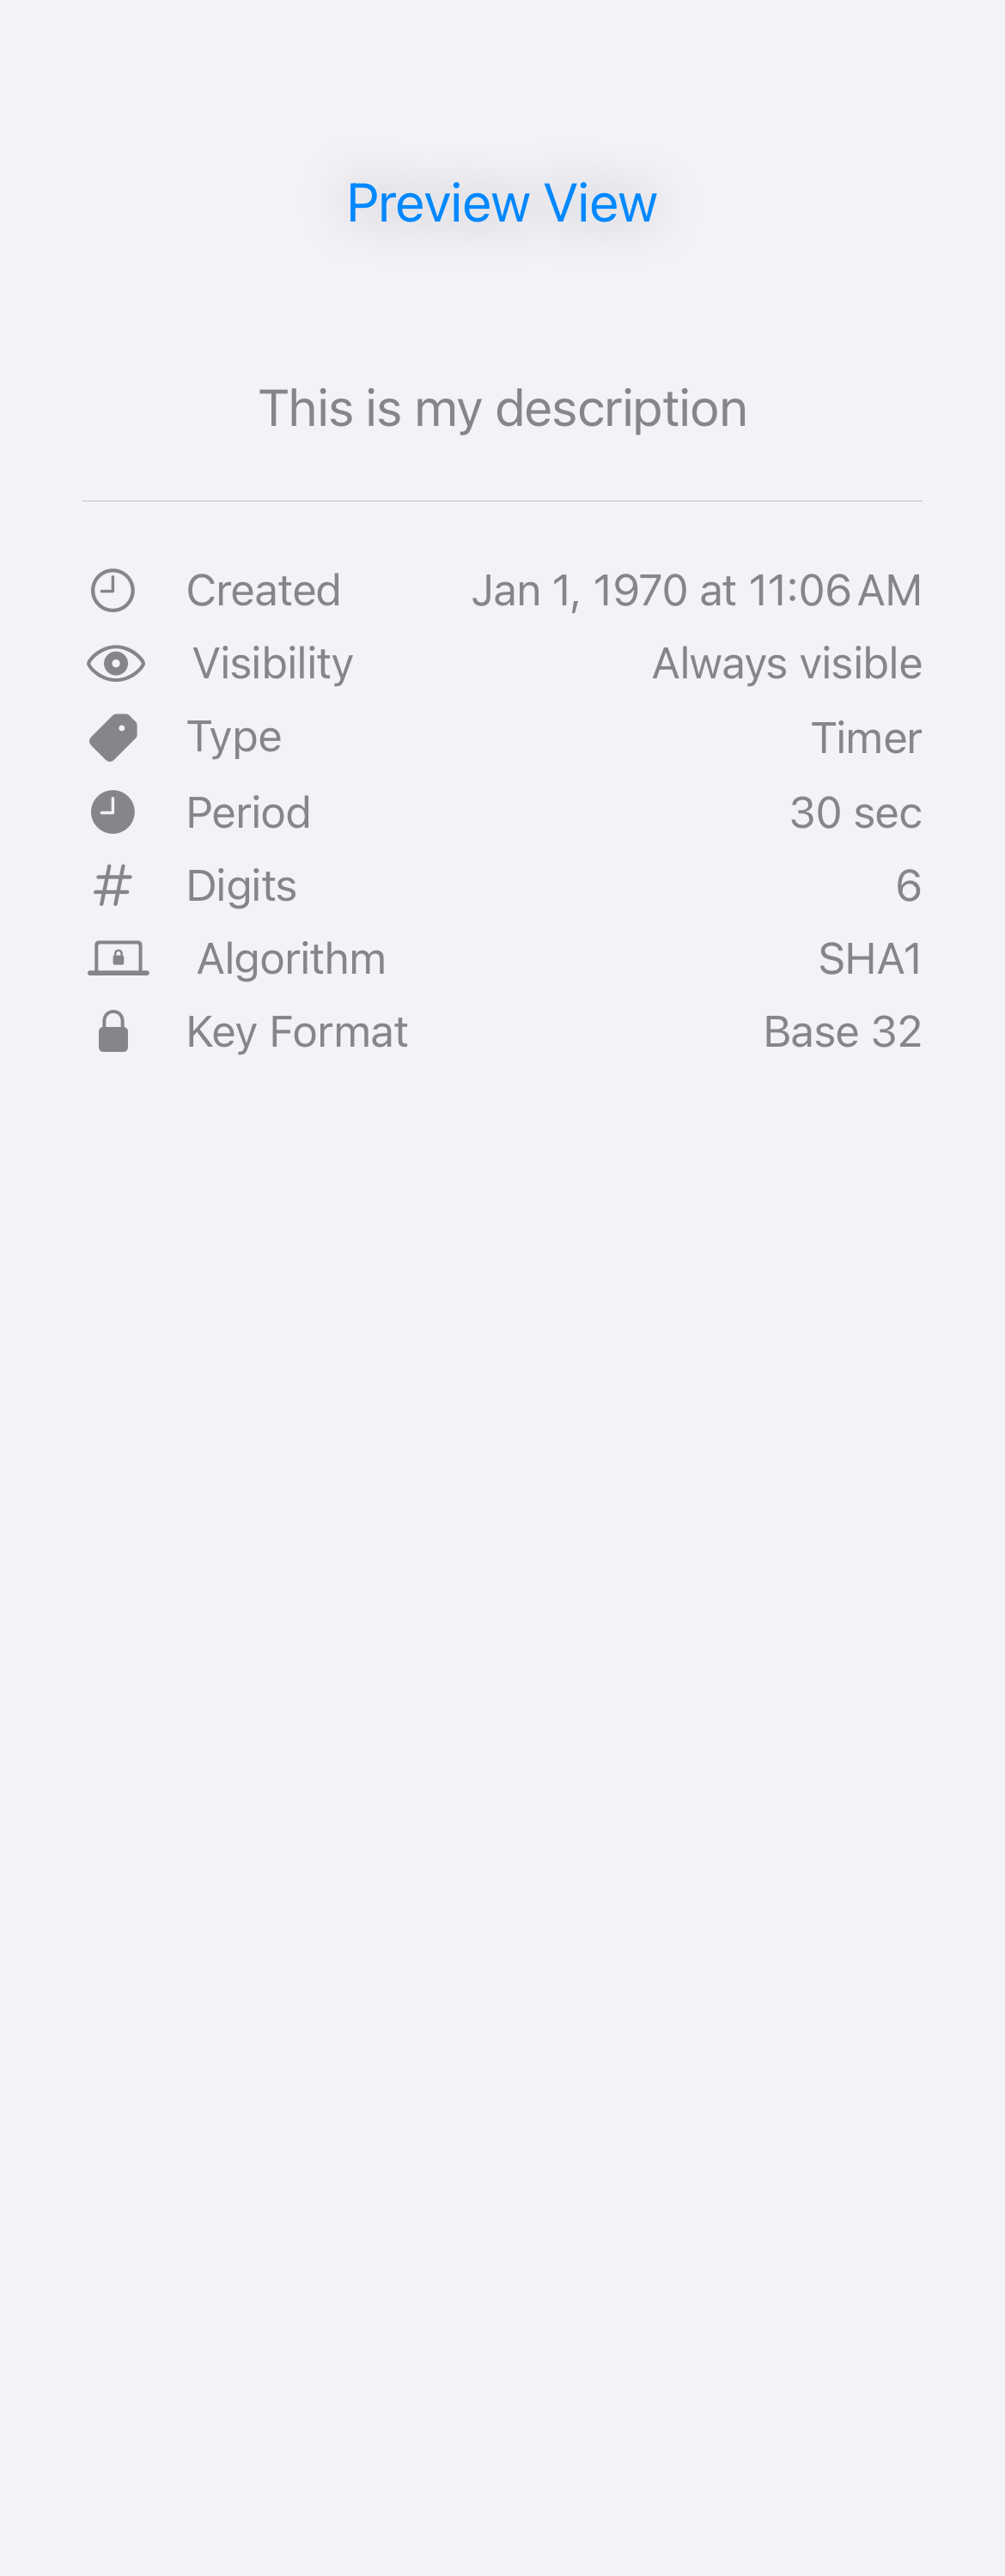 Preview View
This is my description
Created Jan 1, 1970 at 11:06 AM
Visibility Always visible
Type Timer
Period 30 sec
Digits 6
Algorithm SHA1
Key Format Base 32